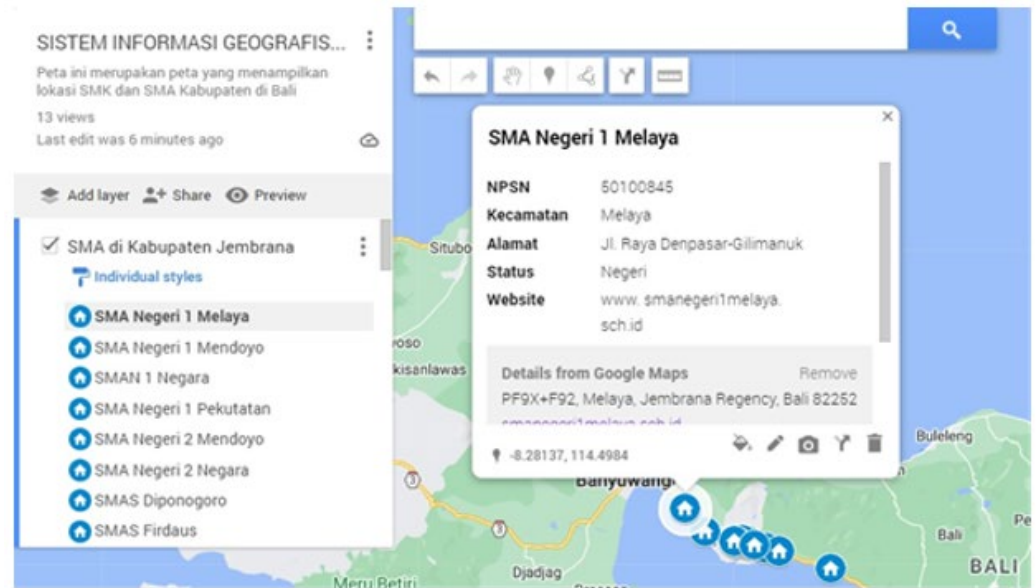 SISTEM INFORMASI GEOGRAFIS...
Peta ini merupakan peta yang menampilkan
lokasi SMK dan SMA Kabupaten di Bali
13 views
Last edit was 6 minutes ago
Add layer Share Preview
SMA di Kabupaten Jembrana
Individual styles
SMA Negeri 1 Melaya
SMA Negeri 1 Mendoyo
SMAN 1 Negara
SMA Negeri 1 Pekutatan
SMA Negeri 2 Mendoyo
SMA Negeri 2 Negara
SMAS Diponogoro
SMAS Firdaus
SMA Negeri 1 Melaya
NPSN 50100845
Kecamatan Melaya
Alamat Jl. Raya Denpasar-Gilimanuk
Status Negeri
Website www. smanegeri1melaya.
sch.id
Details from Google Maps Remove
PF9X+F92, Melaya, Jembrana Regency, Bali 82252
smanegeri1melaya.sch.id
-8.28137, 114.4984
Situbo
oso
kisanlawas
Banyuwangi
Buleleng
Bali
Pe
BALI
Djadjag
Meru Betiri